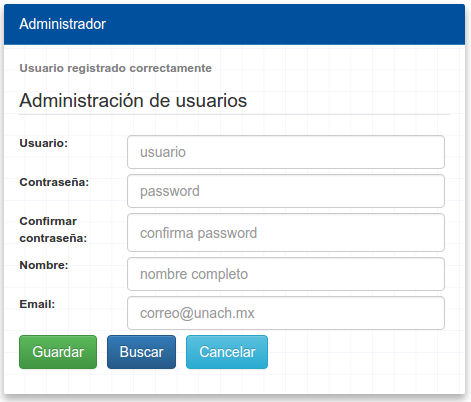 Administrador
Usuario registrado correctamente
Administración de usuarios
Usuario:
usuario
Contraseña:
password
Confirmar
contraseña:
confirma password
Nombre:
nombre completo
Email:
correo@unach.mx
Guardar Buscar Cancelar